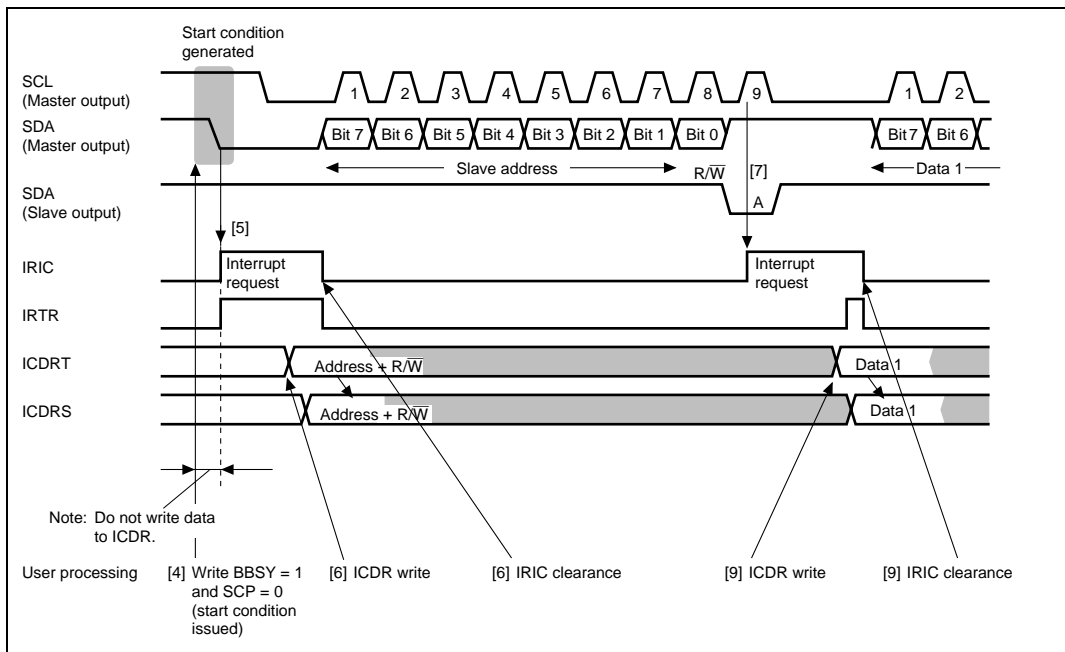 Start condition
generated
SCL
(Master output)
1 2 3 4 5 6 7 8 9 1 2
SDA
(Master output)
Bit 7 Bit 6 Bit 5 Bit 4 Bit 3 Bit 2 Bit 1 Bit 0 Bit 7 Bit 6
Slave address R/W̅ [7] Data 1
SDA
(Slave output)
A
[5]
IRIC
Interrupt
request
Interrupt
request
IRTR
ICDRT
Address + R/W̅ Data 1
ICDRS
Address + R/W̅ Data 1
Note: Do not write data
to ICDR.
User processing
[4] Write BBSY = 1
and SCP = 0
(start condition
issued)
[6] ICDR write
[6] IRIC clearance
[9] ICDR write
[9] IRIC clearance